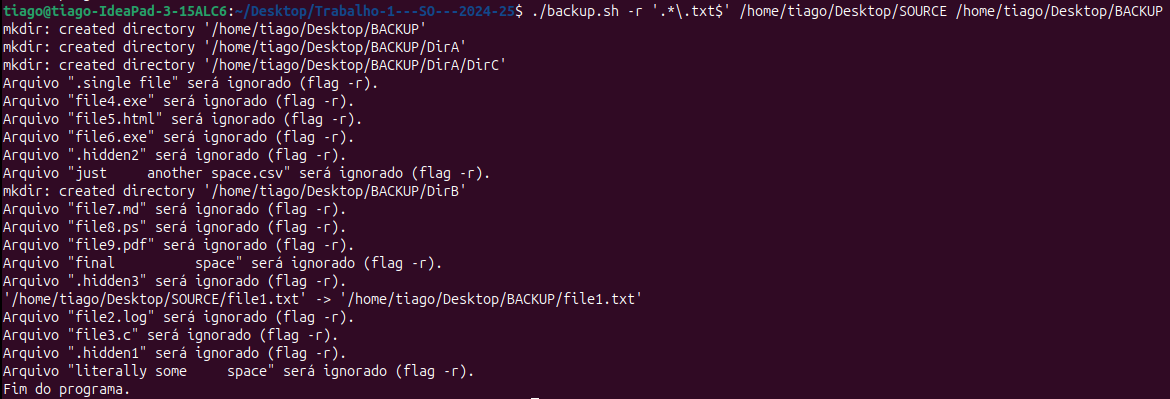 tiago@tiago-IdeaPad-3-15ALC6:~/Desktop/Trabalho-1---SO---2024-25$ ./backup.sh -r '.*\.txt$' /home/tiago/Desktop/SOURCE /home/tiago/Desktop/BACKUP
mkdir: created directory '/home/tiago/Desktop/BACKUP'
mkdir: created directory '/home/tiago/Desktop/BACKUP/DirA'
mkdir: created directory '/home/tiago/Desktop/BACKUP/DirA/DirC'
Arquivo ".single file" será ignorado (flag -r).
Arquivo "file4.exe" será ignorado (flag -r).
Arquivo "file5.html" será ignorado (flag -r).
Arquivo "file6.exe" será ignorado (flag -r).
Arquivo ".hidden2" será ignorado (flag -r).
Arquivo "just     another space.csv" será ignorado (flag -r).
mkdir: created directory '/home/tiago/Desktop/BACKUP/DirB'
Arquivo "file7.md" será ignorado (flag -r).
Arquivo "file8.ps" será ignorado (flag -r).
Arquivo "file9.pdf" será ignorado (flag -r).
Arquivo "final          space" será ignorado (flag -r).
Arquivo ".hidden3" será ignorado (flag -r).
'/home/tiago/Desktop/SOURCE/file1.txt' -> '/home/tiago/Desktop/BACKUP/file1.txt'
Arquivo "file2.log" será ignorado (flag -r).
Arquivo "file3.c" será ignorado (flag -r).
Arquivo ".hidden1" será ignorado (flag -r).
Arquivo "literally some     space" será ignorado (flag -r).
Fim do programa.